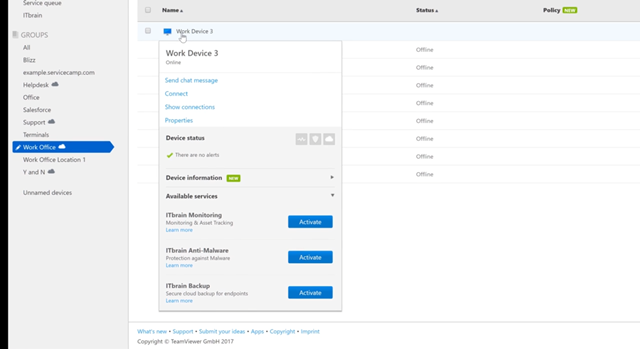 Service queue
ITbrain
GROUPS
All
Blizz
example.servicecamp.com
Helpdesk
Office
Salesforce
Support
Terminals
Work Office
Work Office Location 1
Y and N
Unnamed devices
Name
Status
Policy NEW
Work Device 3
Offline
Offline
Offline
Offline
Offline
Offline
Offline
Offline
Work Device 3
Online
Send chat message
Connect
Show connections
Properties
Device status
There are no alerts
Device information NEW
Available services
ITbrain Monitoring
Monitoring & Asset Tracking
Learn more
Activate
ITbrain Anti-Malware
Protection against Malware
Learn more
Activate
ITbrain Backup
Secure cloud backup for endpoints
Learn more
Activate
What's new • Support • Submit your ideas • Apps • Copyright • Imprint
Copyright © TeamViewer GmbH 2017